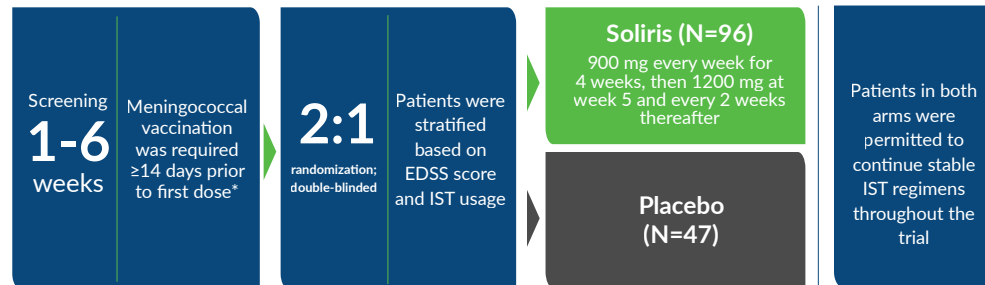 Screening
1-6
weeks
Meningococcal
vaccination
was required
≥14 days prior
to first dose*
2:1
randomization;
double-blinded
Patients were
stratified
based on
EDSS score
and IST usage
Soliris (N=96)
900 mg every week for
4 weeks, then 1200 mg at
week 5 and every 2 weeks
thereafter
Placebo
(N=47)
Patients in both
arms were
permitted to
continue stable
IST regimens
throughout the
trial